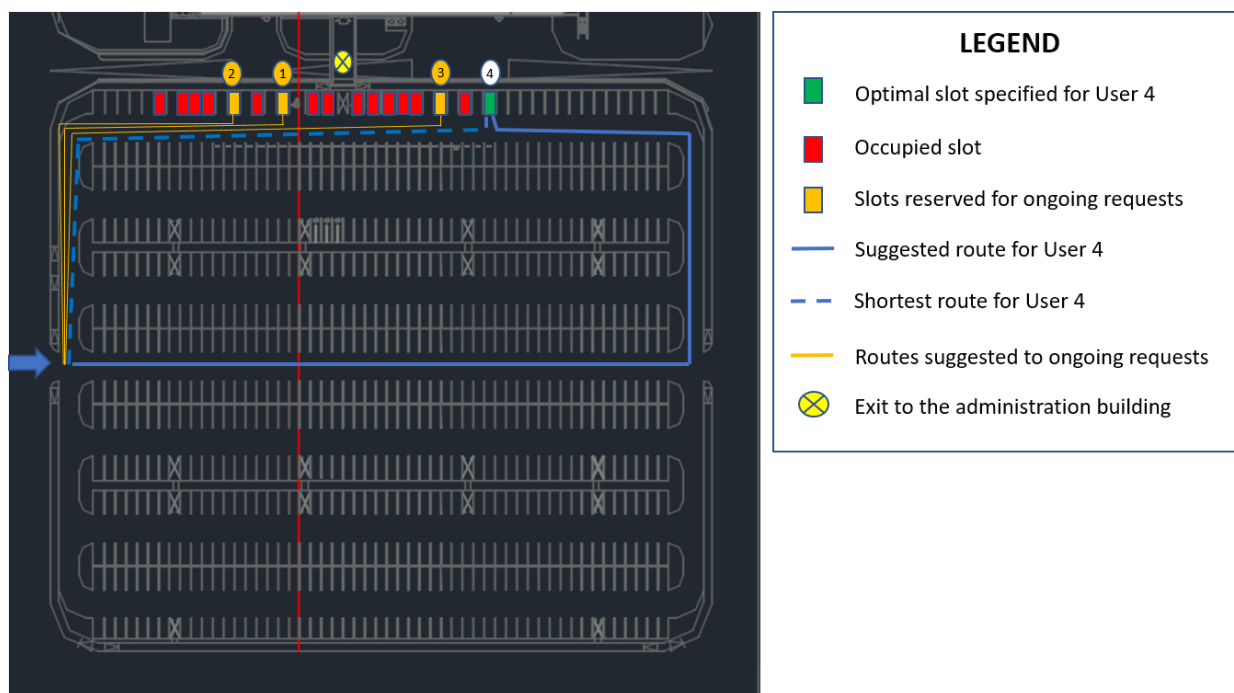 2
1
3
4
LEGEND
Optimal slot specified for User 4
Occupied slot
Slots reserved for ongoing requests
Suggested route for User 4
Shortest route for User 4
Routes suggested to ongoing requests
Exit to the administration building